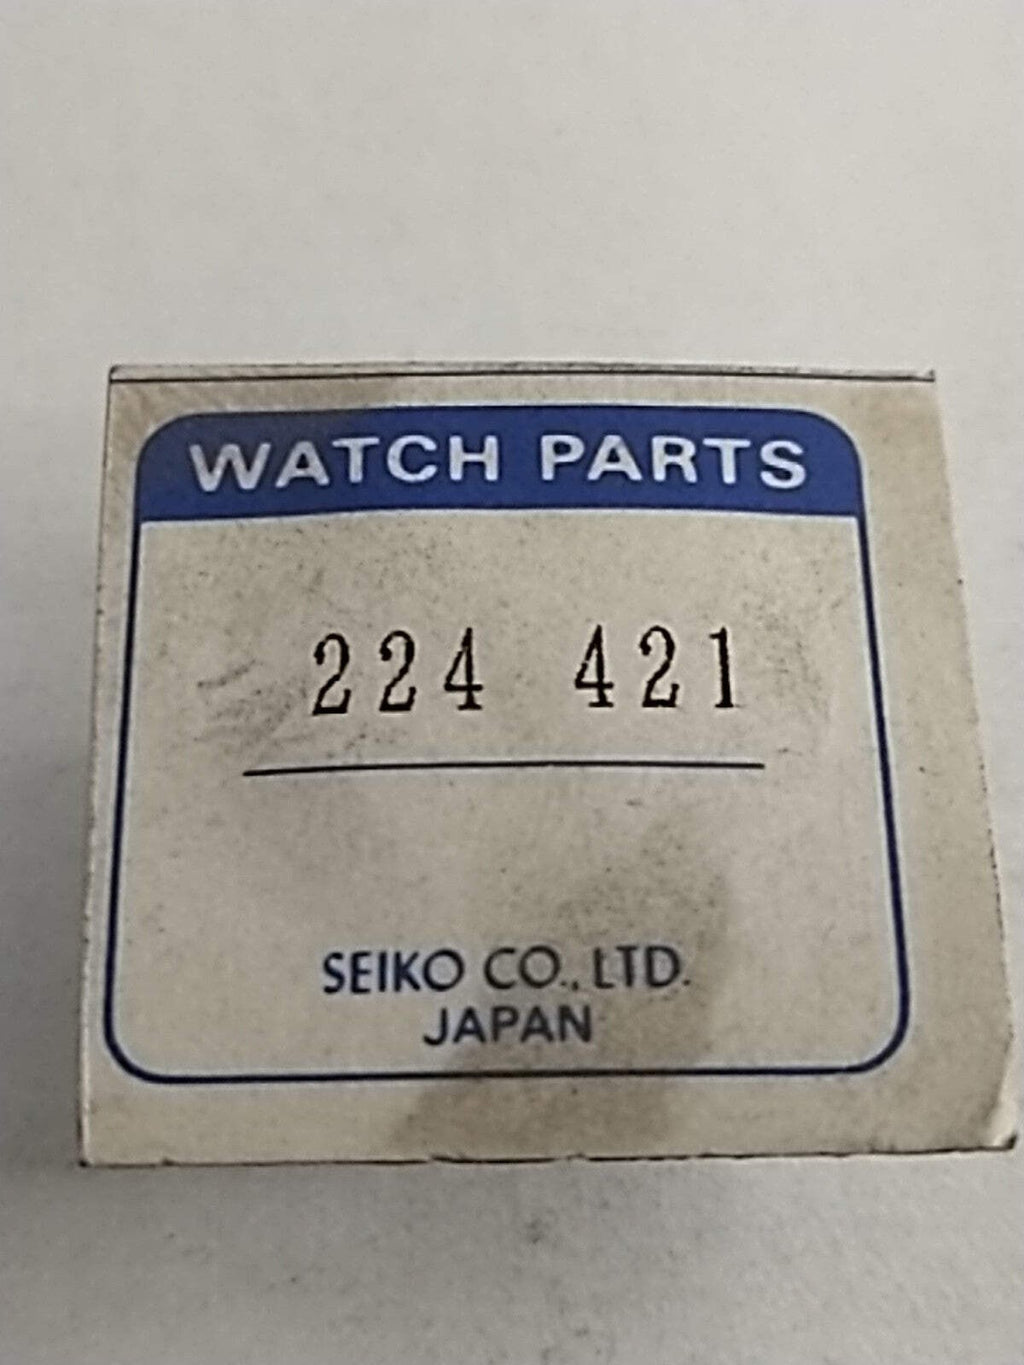 WATCH PARTS
224 421
SEIKO CO., LTD.
JAPAN